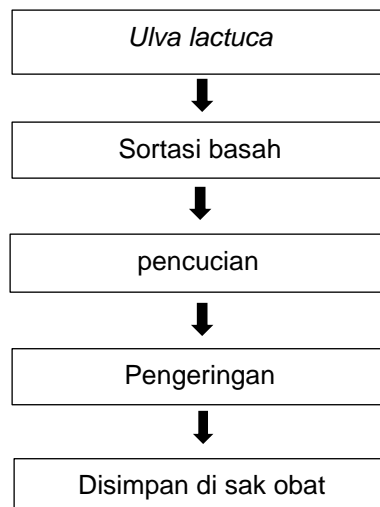 Ulva lactuca
Sortasi basah
pencucian
Pengeringan
Disimpan di sak obat